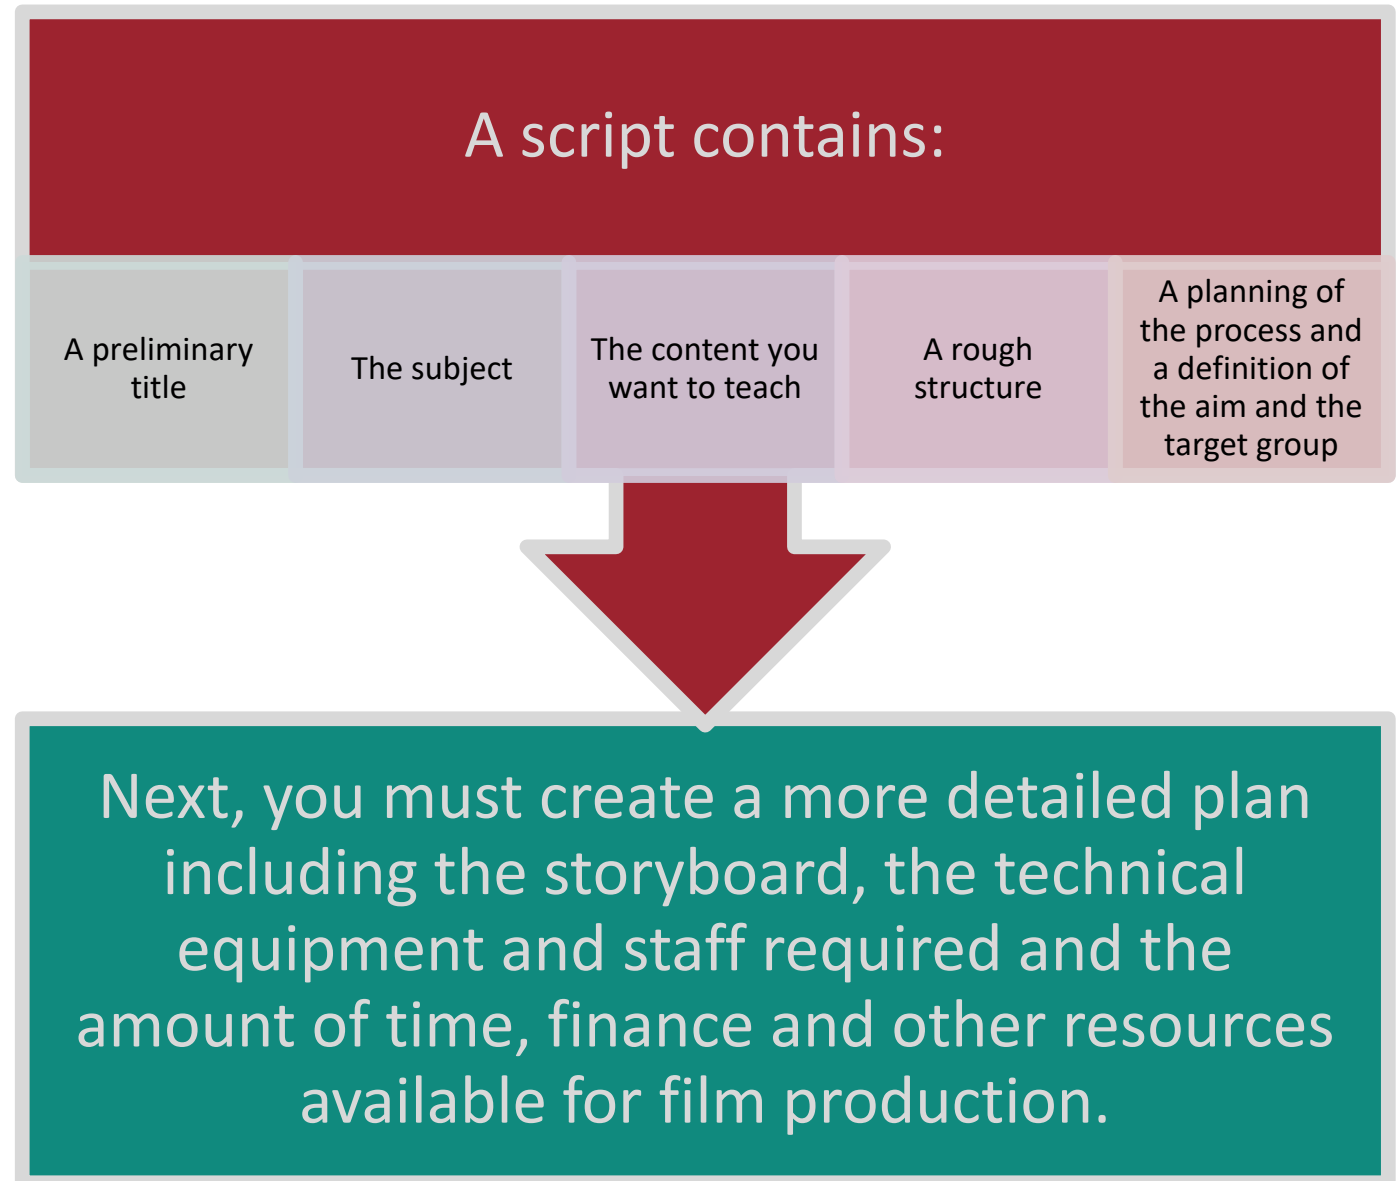 A script contains:
A preliminary
title
The subject
The content you
want to teach
A rough
structure
A planning of
the process and
a definition of
the aim and the
target group
Next, you must create a more detailed plan
including the storyboard, the technical
equipment and staff required and the
amount of time, finance and other resources
available for film production.